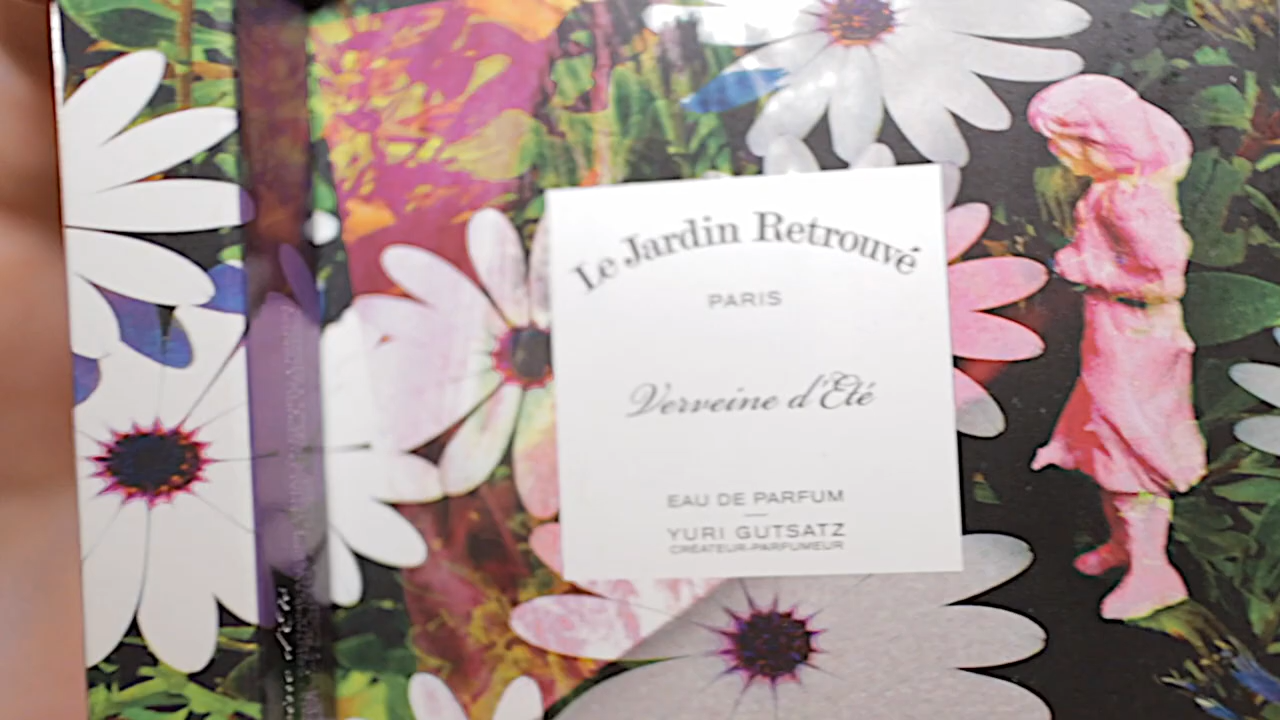 Le Jardin Retrouvé
PARIS
Verveine d'Eté
EAU DE PARFUM
YURI GUTSATZ
CRÉATEUR-PARFUMEUR